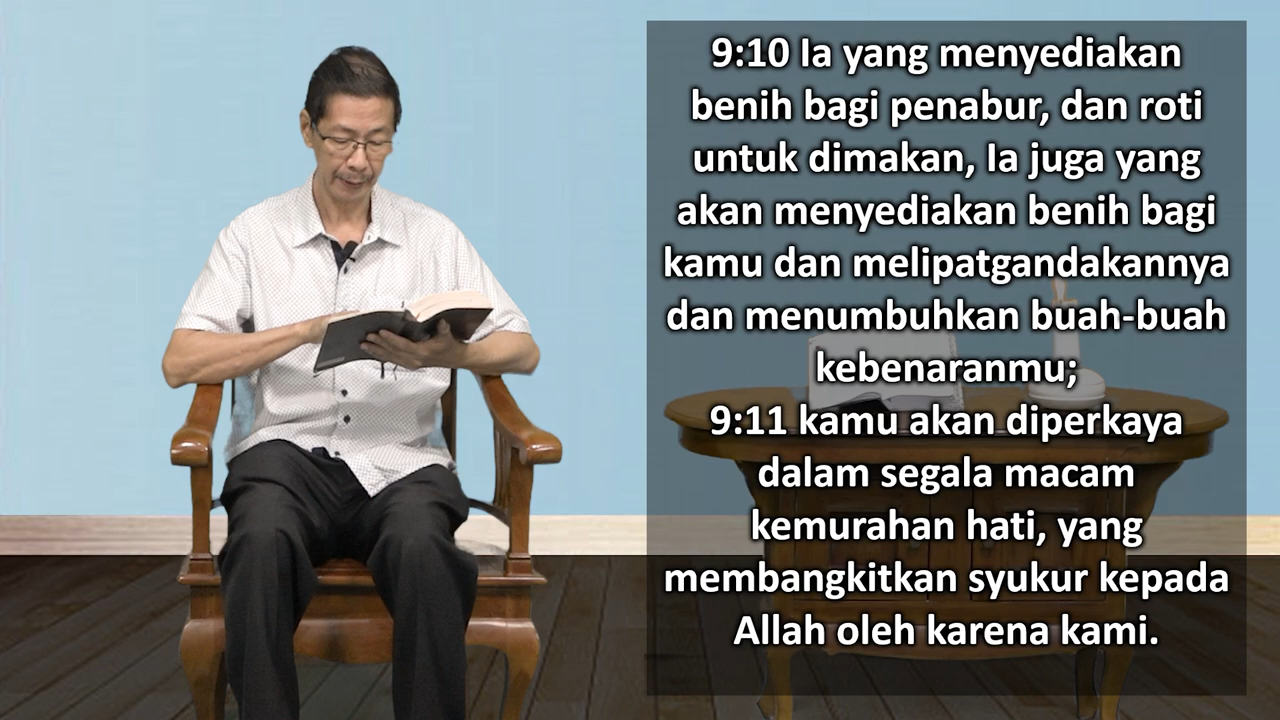 9:10 Ia yang menyediakan
benih bagi penabur, dan roti
untuk dimakan, Ia juga yang
akan menyediakan benih bagi
kamu dan melipatgandakannya
dan menumbuhkan buah-buah
kebenaranmu;
9:11 kamu akan diperkaya
dalam segala macam
kemurahan hati, yang
membangkitkan syukur kepada
Allah oleh karena kami.